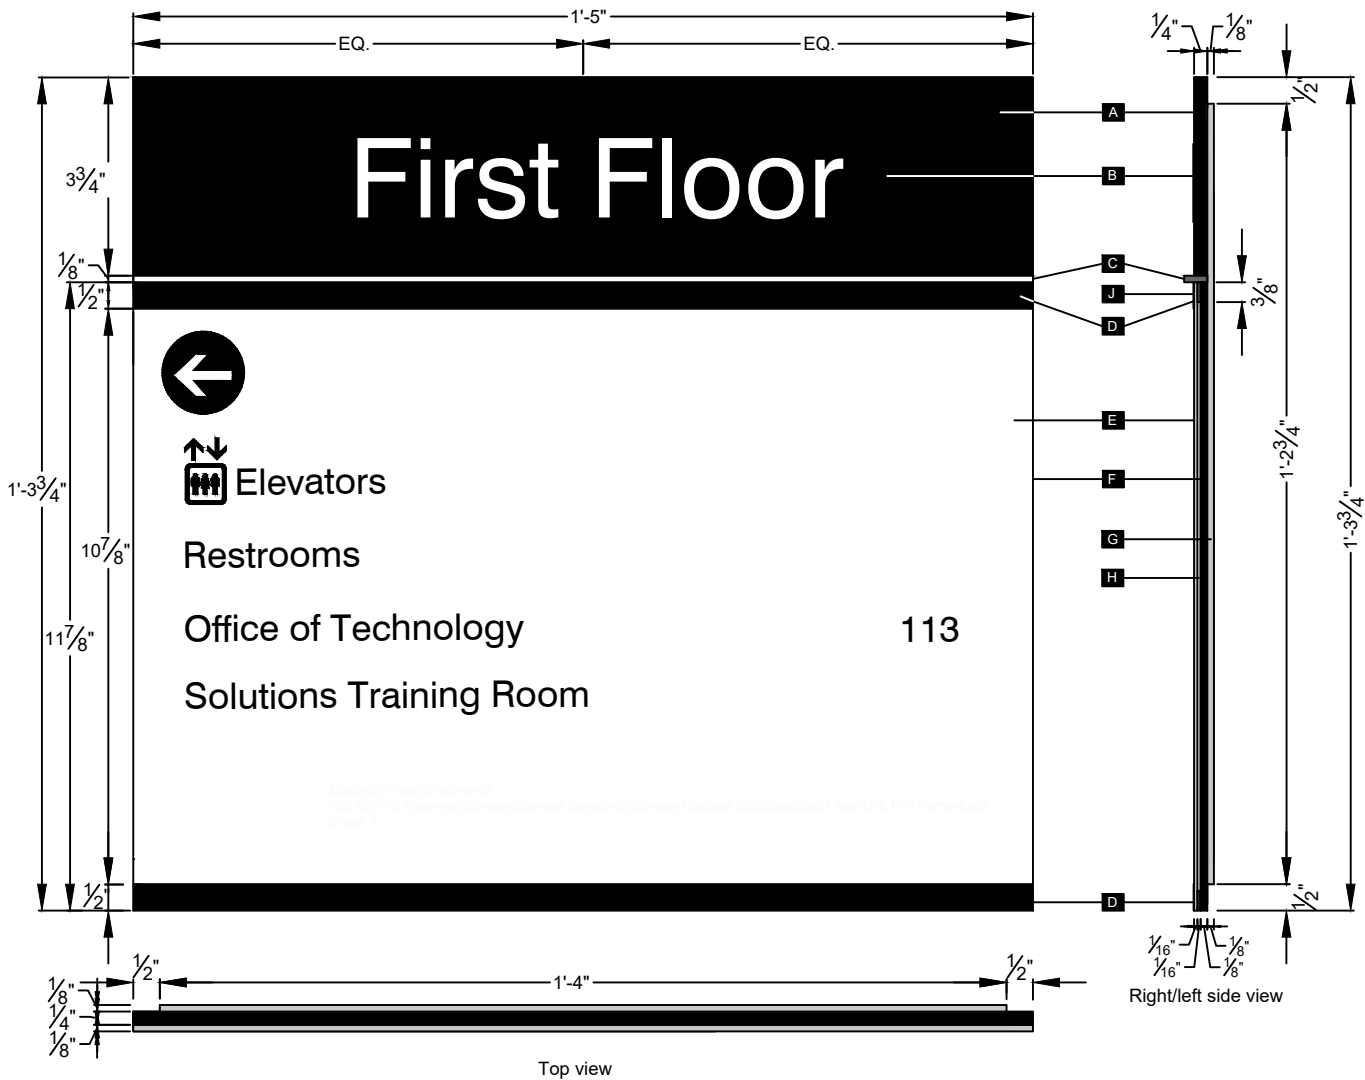 1'-5"
EQ. EQ.
1/4" 1/8"
1/2"
A
First Floor
3 3/4"
B
1/8"
C
1/2"
J
3/8"
D
E
Elevators
1'-3 3/4"
1'-2 3/4"
1'-3 3/4"
F
Restrooms
10 7/8"
G
H
Office of Technology 113
11 7/8"
Solutions Training Room
1/2"
D
1/2"
1/16" 1/8"
1/16" 1/8"
1/2" 1'-4" 1/2"
Right/left side view
1/8"
1/4"
1/8"
Top view